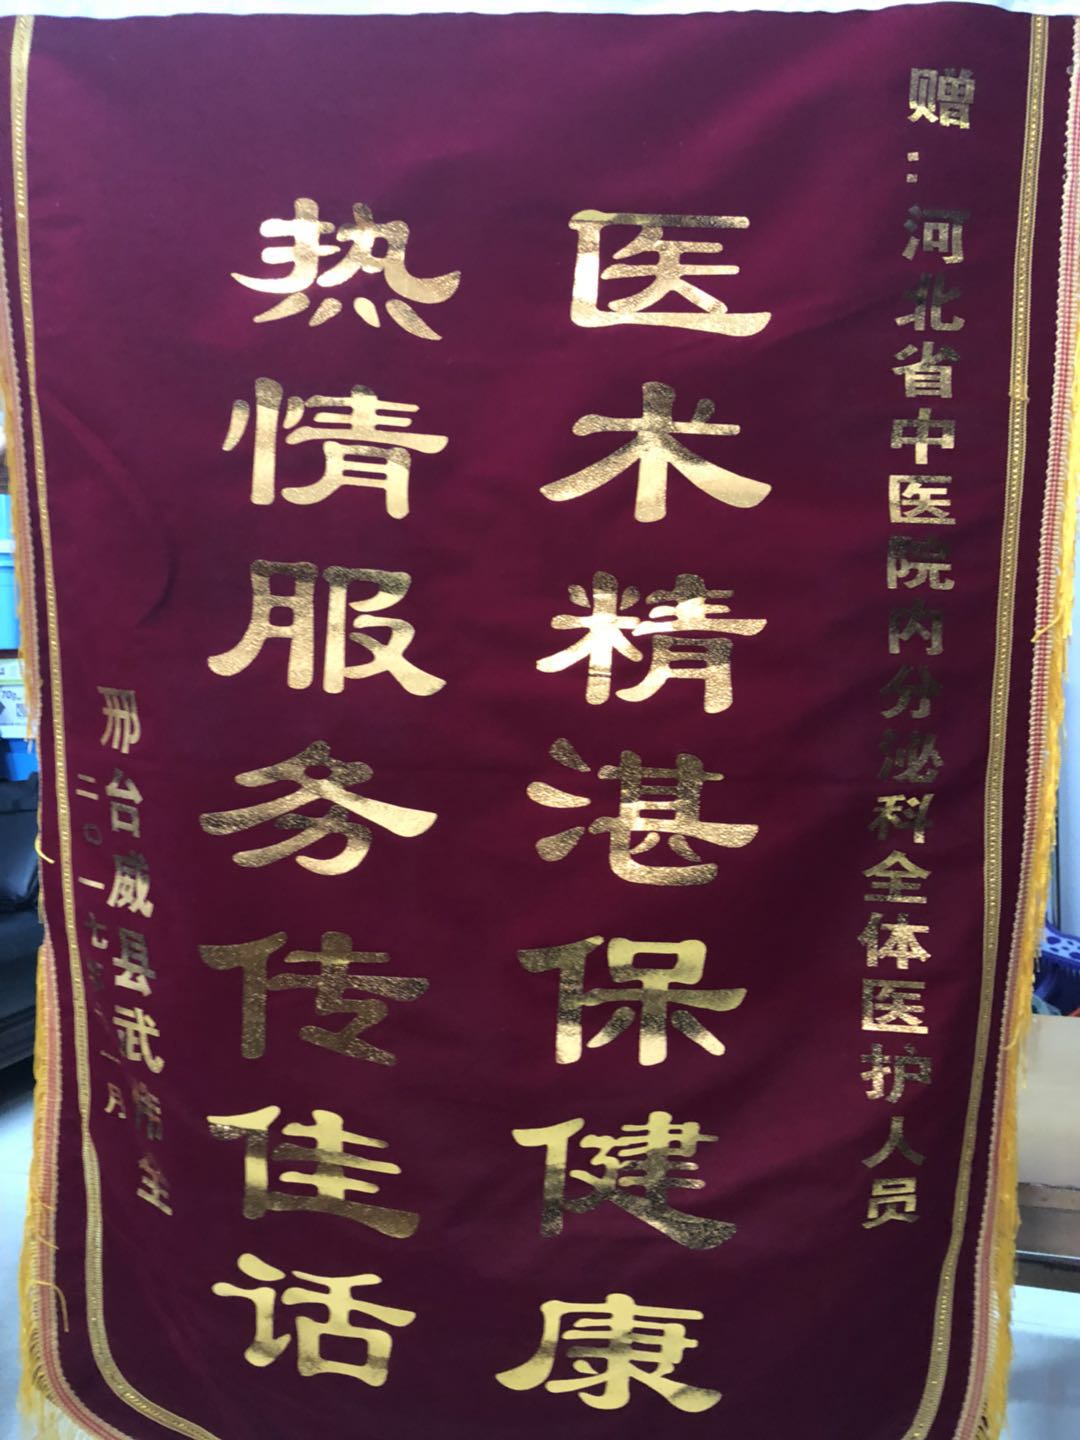 赠：河北省中医院内分泌科全体医护人员
医术精湛保健康
热情服务传佳话
邢台威县武伟全
二〇一七年 月